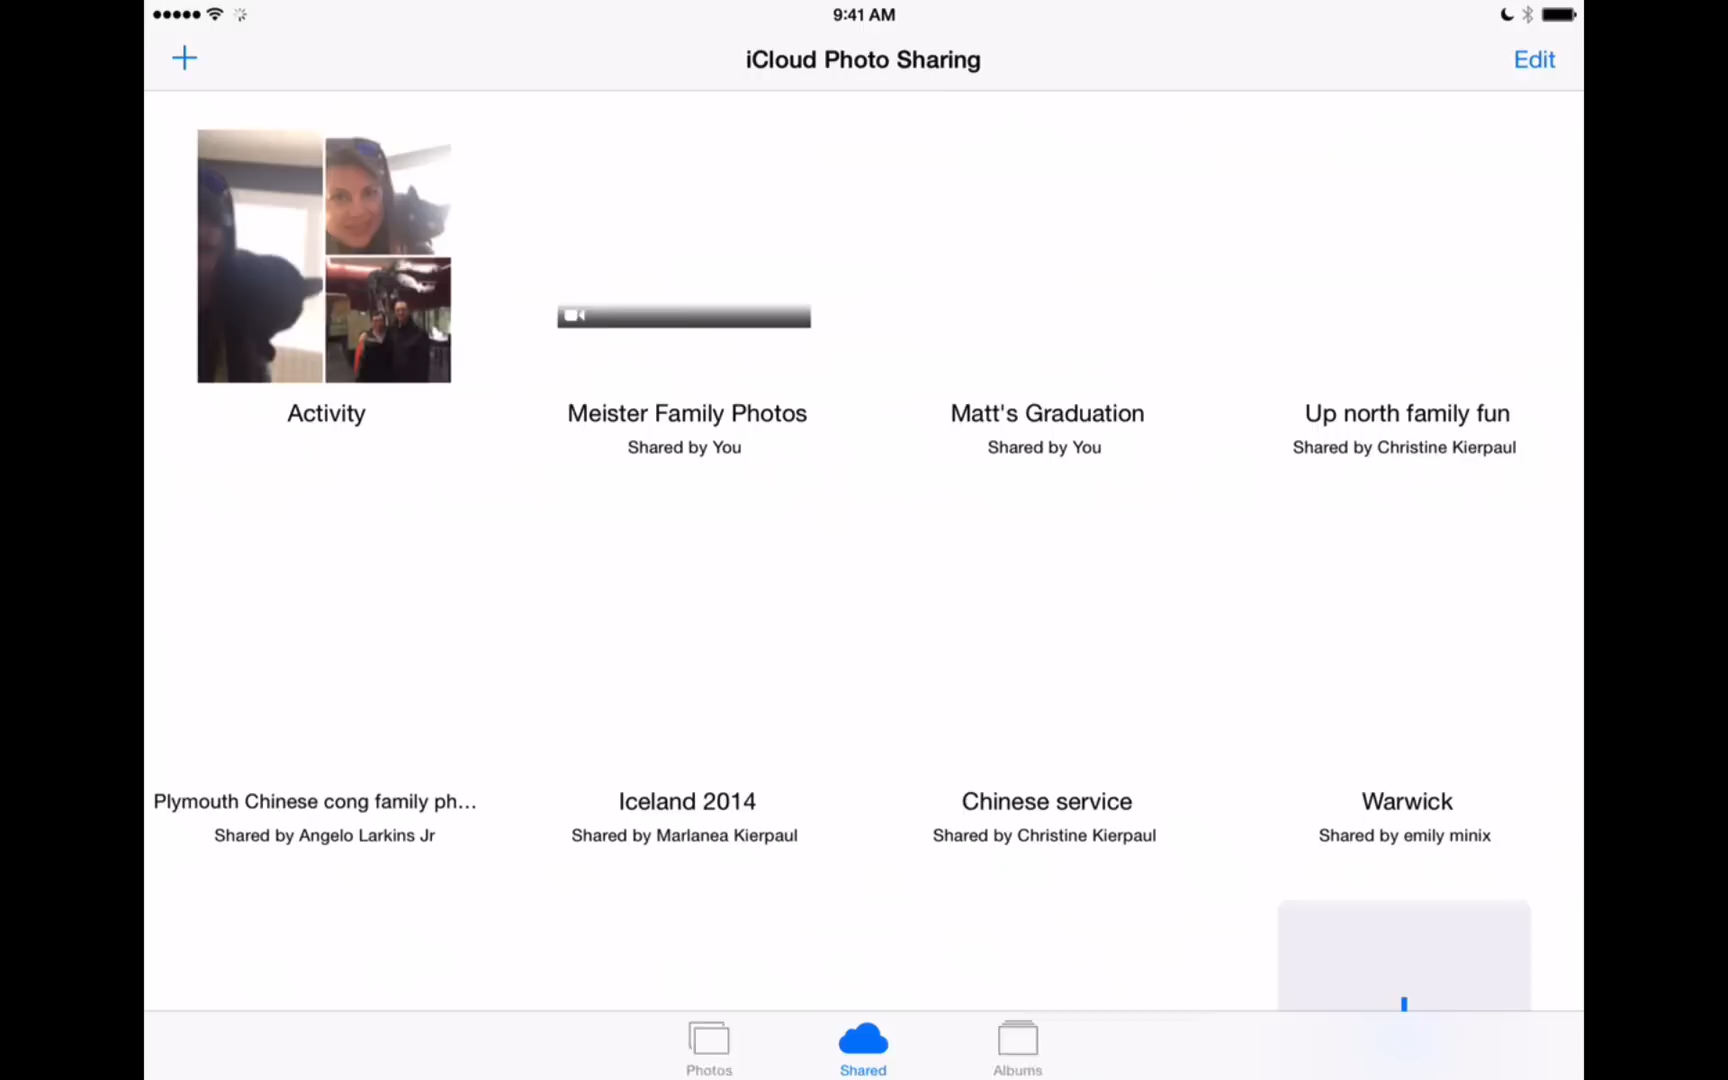 9:41 AM
iCloud Photo Sharing
Edit
Activity
Meister Family Photos
Shared by You
Matt's Graduation
Shared by You
Up north family fun
Shared by Christine Kierpaul
Plymouth Chinese cong family ph...
Shared by Angelo Larkins Jr
Iceland 2014
Shared by Marlanea Kierpaul
Chinese service
Shared by Christine Kierpaul
Warwick
Shared by emily minix
Photos
Shared
Albums